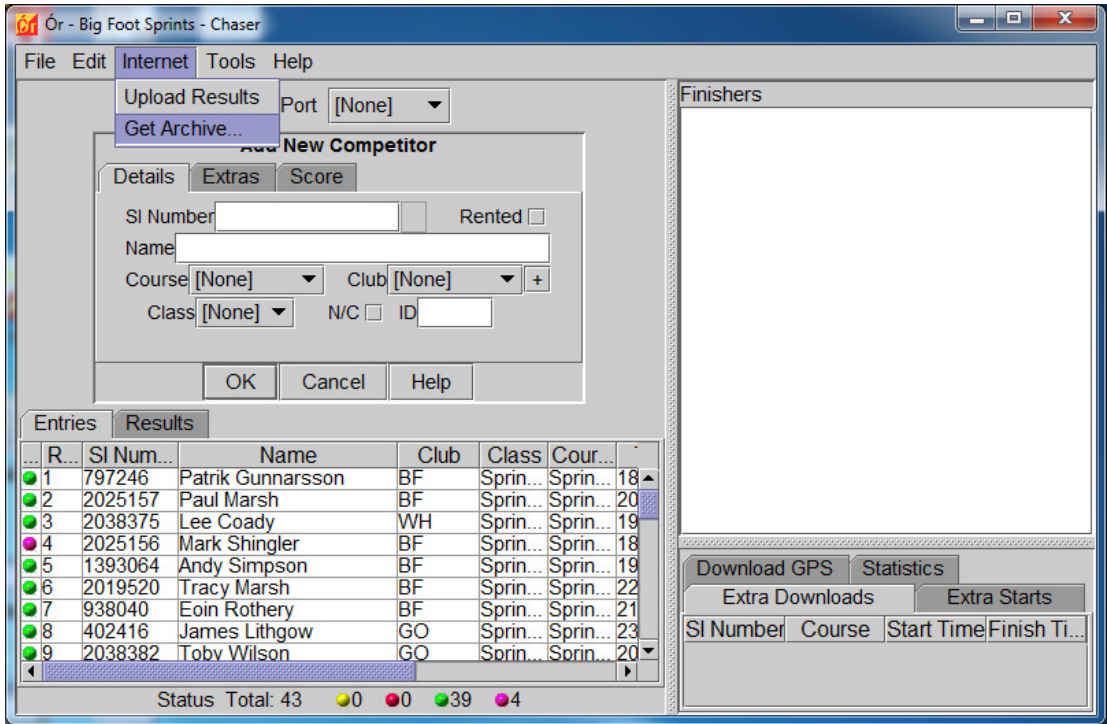 Ór - Big Foot Sprints - Chaser
File Edit Internet Tools Help
Upload Results
Get Archive...
Port [None]
New Competitor
Details Extras Score
SI Number Rented
Name
Course [None] Club [None] +
Class [None] N/C ID
OK Cancel Help
Entries Results
... R... SI Num... Name Club Class Cour...
1 797246 Patrik Gunnarsson BF Sprin... Sprin... 18
2 2025157 Paul Marsh BF Sprin... Sprin... 20
3 2038375 Lee Coady WH Sprin... Sprin... 19
4 2025156 Mark Shingler BF Sprin... Sprin... 18
5 1393064 Andy Simpson BF Sprin... Sprin... 19
6 2019520 Tracy Marsh BF Sprin... Sprin... 22
7 938040 Eoin Rothery BF Sprin... Sprin... 21
8 402416 James Lithgow GO Sprin... Sprin... 23
9 2038382 Toby Wilson GO Sprin... Sprin... 20
Status Total: 43 0 0 39 4
Finishers
Download GPS Statistics
Extra Downloads Extra Starts
SI Number Course Start Time Finish Ti...